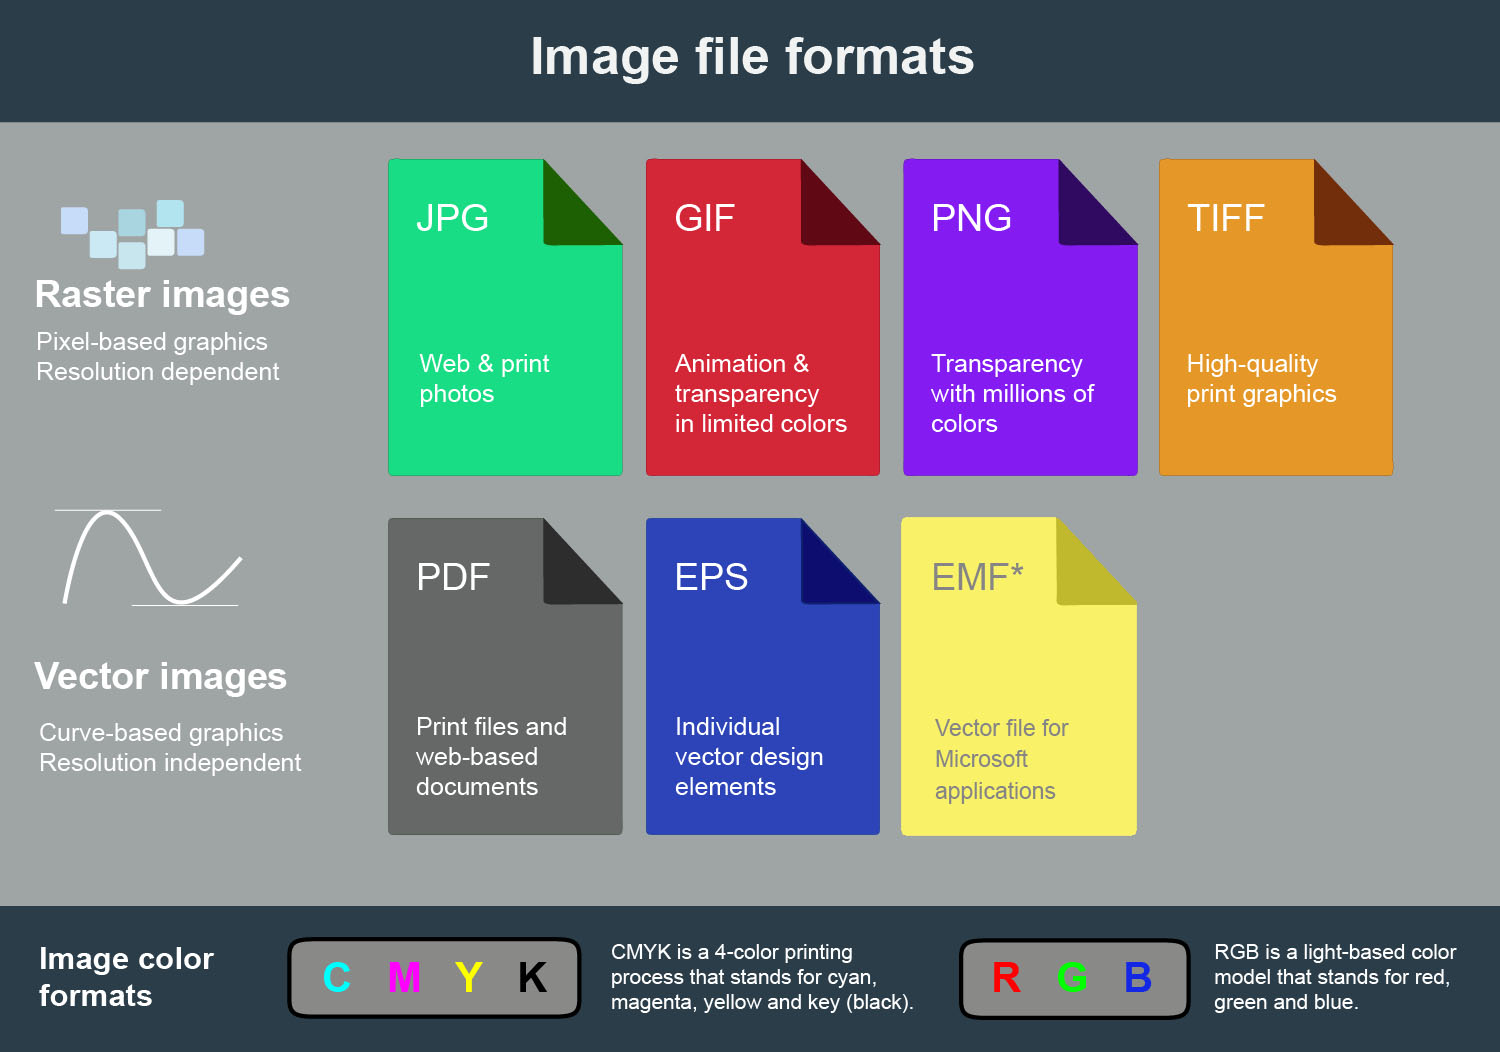 Image file formats
Raster images
Pixel-based graphics
Resolution dependent
JPG
Web & print
photos
GIF
Animation &
transparency
in limited colors
PNG
Transparency
with millions of
colors
TIFF
High-quality
print graphics
Vector images
Curve-based graphics
Resolution independent
PDF
Print files and
web-based
documents
EPS
Individual
vector design
elements
EMF*
Vector file for
Microsoft
applications
Image color
formats
C M Y K
CMYK is a 4-color printing
process that stands for cyan,
magenta, yellow and key (black).
R G B
RGB is a light-based color
model that stands for red,
green and blue.